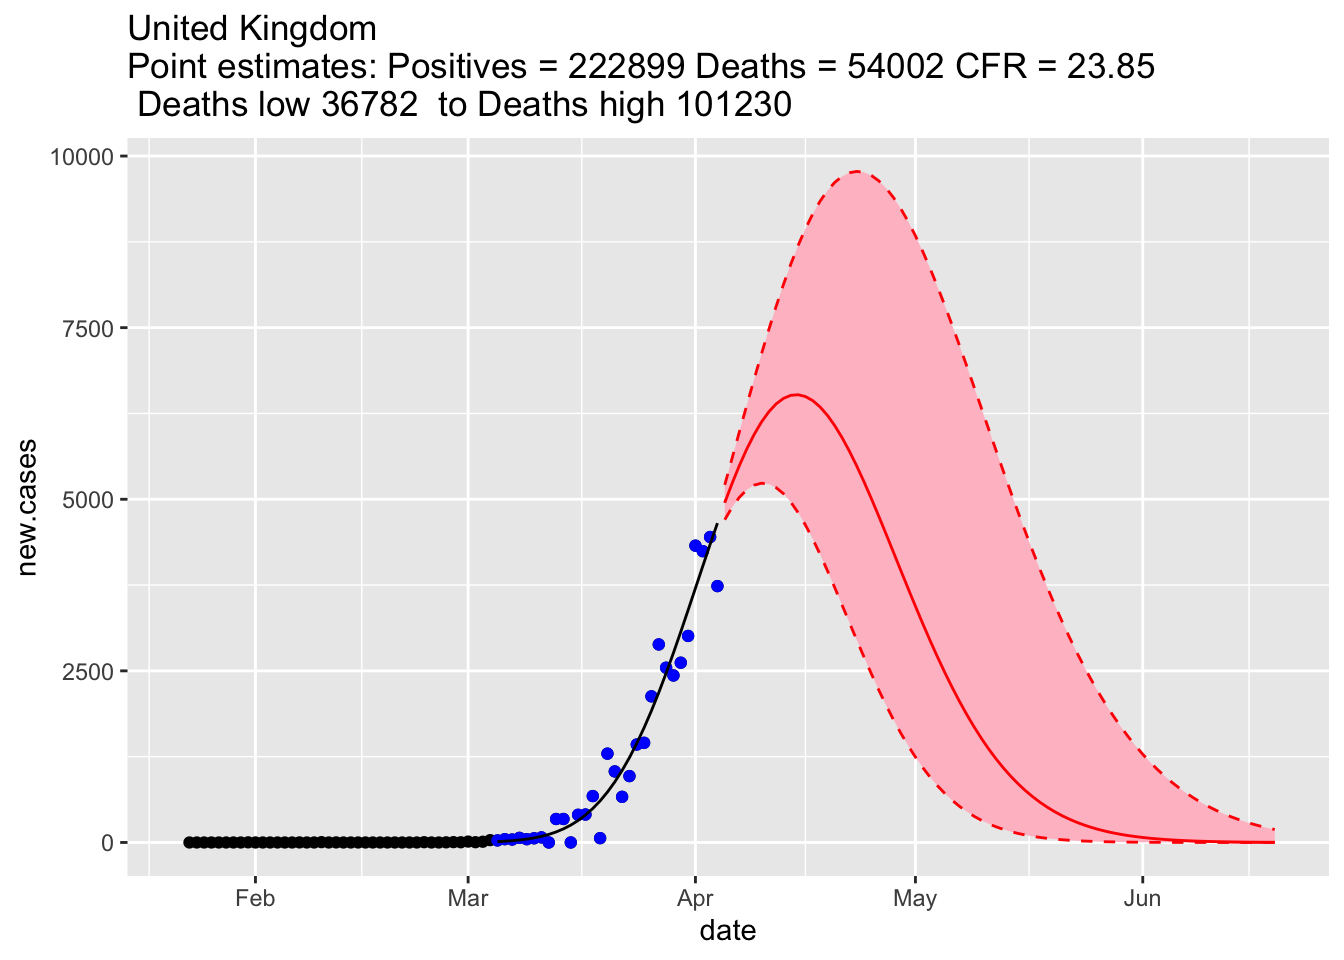 United Kingdom
Point estimates: Positives = 222899 Deaths = 54002 CFR = 23.85
Deaths low 36782  to Deaths high 101230
10000
7500
5000
2500
0
new.cases
Feb Mar Apr May Jun
date